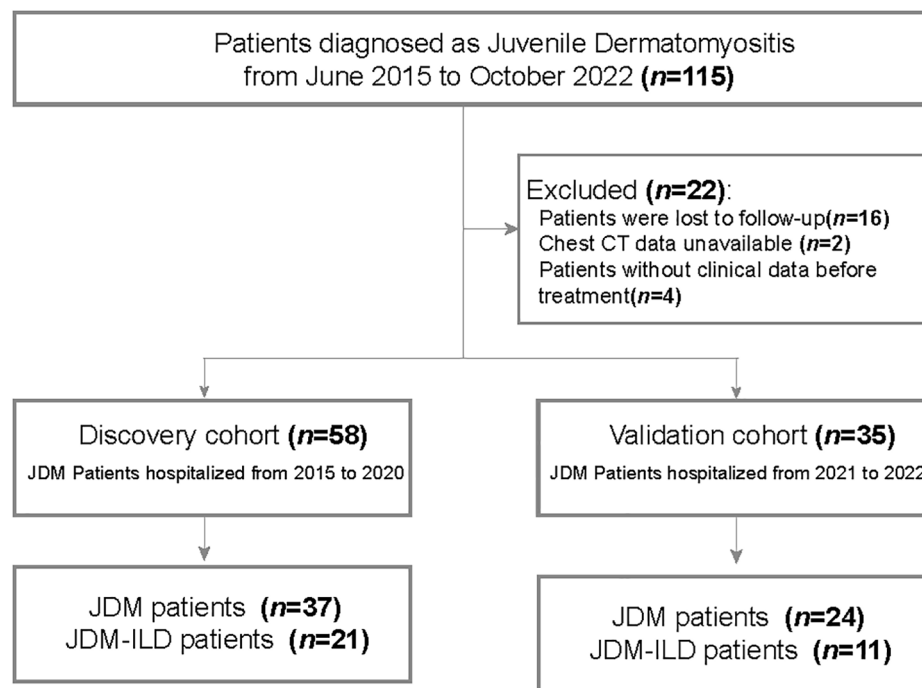 Patients diagnosed as Juvenile Dermatomyositis
from June 2015 to October 2022 (n=115)
Excluded (n=22):
Patients were lost to follow-up(n=16)
Chest CT data unavailable (n=2)
Patients without clinical data before
treatment(n=4)
Discovery cohort (n=58)
JDM Patients hospitalized from 2015 to 2020
Validation cohort (n=35)
JDM Patients hospitalized from 2021 to 2022
JDM patients (n=37)
JDM-ILD patients (n=21)
JDM patients (n=24)
JDM-ILD patients (n=11)